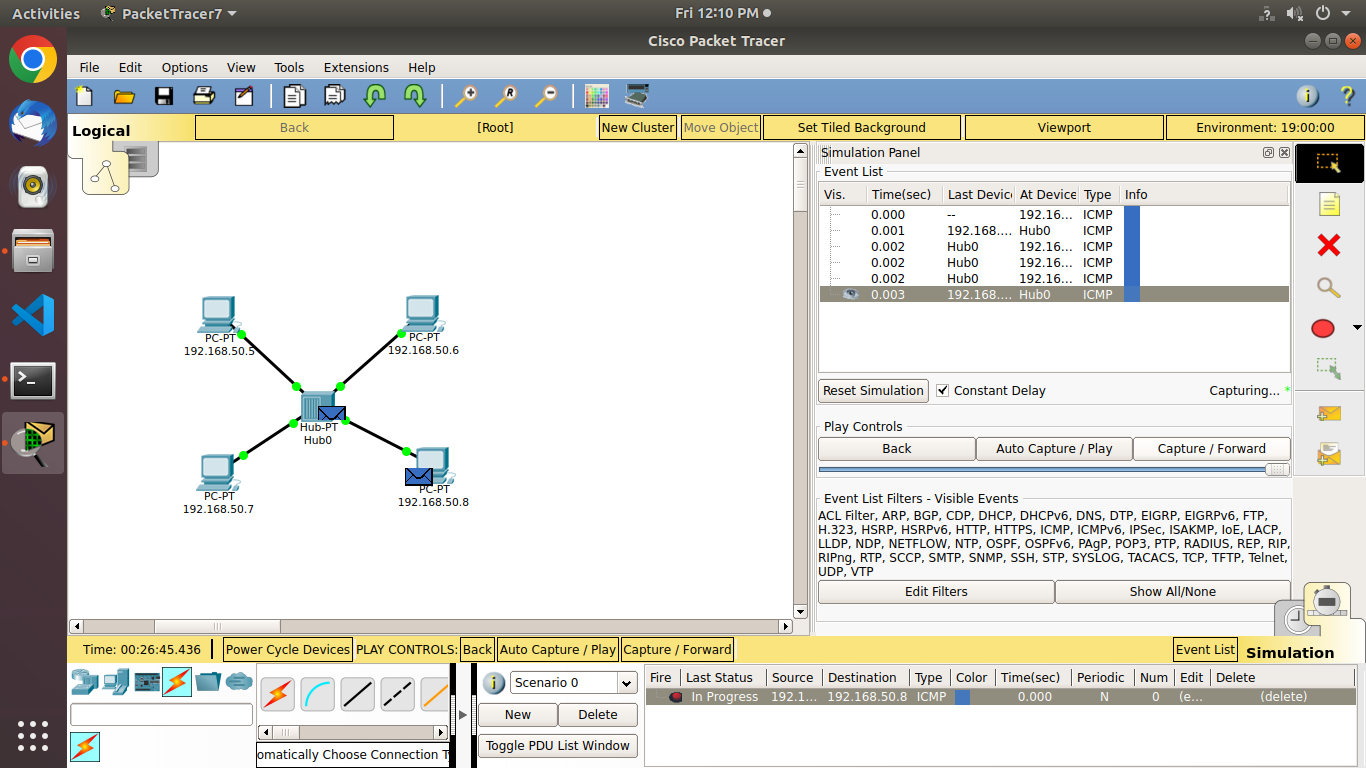 Activities PacketTracer7 Fri 12:10 PM
Cisco Packet Tracer
File Edit Options View Tools Extensions Help
Logical Back [Root] New Cluster Move Object Set Tiled Background Viewport Environment: 19:00:00
Simulation Panel
Event List
Vis. Time(sec) Last Devic At Device Type Info
0.000 -- 192.16... ICMP
0.001 192.168.... Hub0 ICMP
0.002 Hub0 192.16... ICMP
0.002 Hub0 192.16... ICMP
0.002 Hub0 192.16... ICMP
0.003 192.168.... Hub0 ICMP
PC-PT
192.168.50.5
PC-PT
192.168.50.6
Hub-PT
Hub0
PC-PT
192.168.50.7
PC-PT
192.168.50.8
Reset Simulation Constant Delay Capturing... *
Play Controls
Back Auto Capture / Play Capture / Forward
Event List Filters - Visible Events
ACL Filter, ARP, BGP, CDP, DHCP, DHCPv6, DNS, DTP, EIGRP, EIGRPv6, FTP,
H.323, HSRP, HSRPv6, HTTP, HTTPS, ICMP, ICMPv6, IPSec, ISAKMP, IoE, LACP,
LLDP, NDP, NETFLOW, NTP, OSPF, OSPFv6, PAgP, POP3, PTP, RADIUS, REP, RIP,
RIPng, RTP, SCCP, SMTP, SNMP, SSH, STP, SYSLOG, TACACS, TCP, TFTP, Telnet,
UDP, VTP
Edit Filters Show All/None
Time: 00:26:45.436 Power Cycle Devices PLAY CONTROLS: Back Auto Capture / Play Capture / Forward Event List Simulation
Scenario 0
New Delete
Toggle PDU List Window
omatically Choose Connection T
Fire Last Status Source Destination Type Color Time(sec) Periodic Num Edit Delete
In Progress 192.1... 192.168.50.8 ICMP 0.000 N 0 (e... (delete)